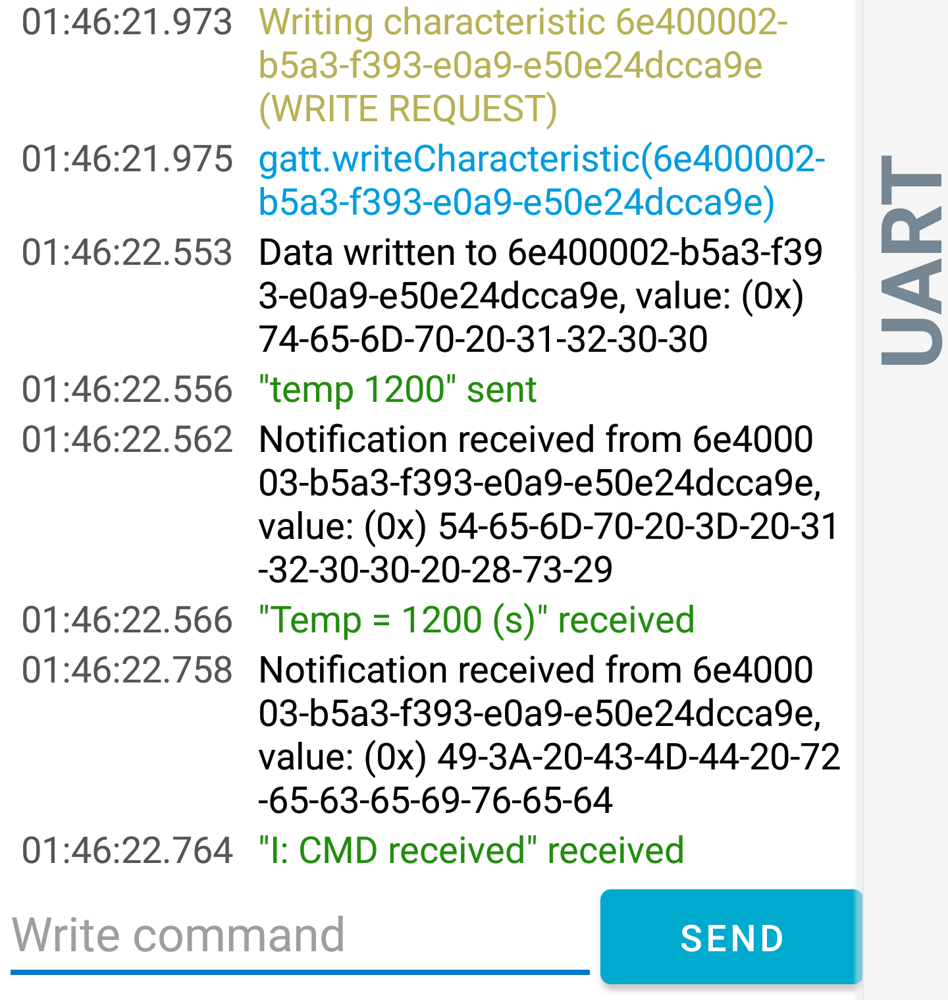 01:46:21.973 Writing characteristic 6e400002-
b5a3-f393-e0a9-e50e24dcca9e
(WRITE REQUEST)
01:46:21.975 gatt.writeCharacteristic(6e400002-
b5a3-f393-e0a9-e50e24dcca9e)
01:46:22.553 Data written to 6e400002-b5a3-f39
3-e0a9-e50e24dcca9e, value: (0x)
74-65-6D-70-20-31-32-30-30
01:46:22.556 "temp 1200" sent
01:46:22.562 Notification received from 6e4000
03-b5a3-f393-e0a9-e50e24dcca9e,
value: (0x) 54-65-6D-70-20-3D-20-31
-32-30-30-20-28-73-29
01:46:22.566 "Temp = 1200 (s)" received
01:46:22.758 Notification received from 6e4000
03-b5a3-f393-e0a9-e50e24dcca9e,
value: (0x) 49-3A-20-43-4D-44-20-72
-65-63-65-69-76-65-64
01:46:22.764 "I: CMD received" received
Write command
SEND
UART